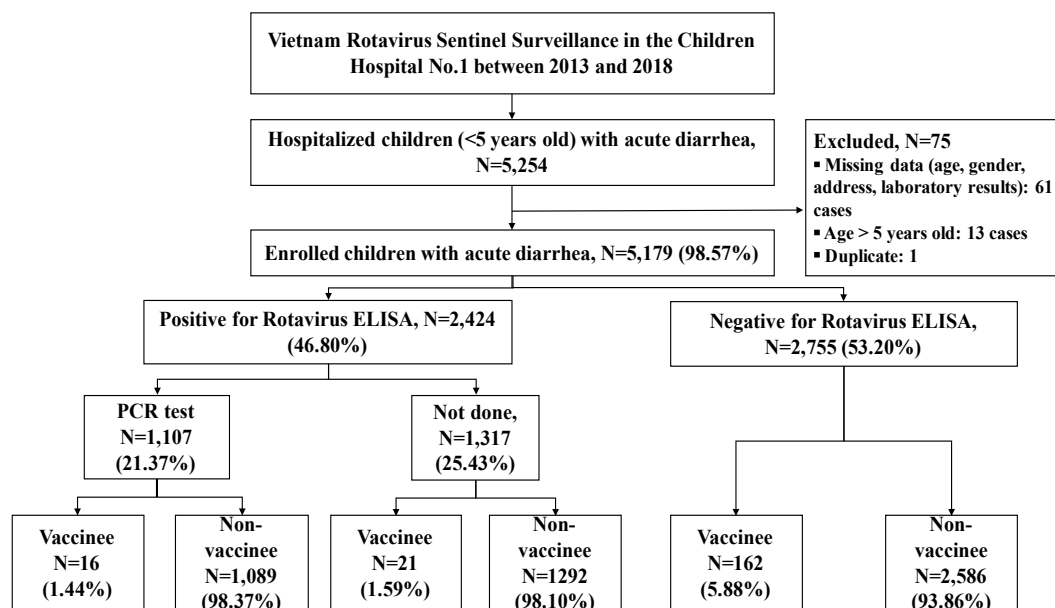 Vietnam Rotavirus Sentinel Surveillance in the Children
Hospital No.1 between 2013 and 2018
Hospitalized children (<5 years old) with acute diarrhea,
N=5,254
Excluded, N=75
▪ Missing data (age, gender,
address, laboratory results): 61
cases
▪ Age > 5 years old: 13 cases
▪ Duplicate: 1
Enrolled children with acute diarrhea, N=5,179 (98.57%)
Positive for Rotavirus ELISA, N=2,424
(46.80%)
Negative for Rotavirus ELISA,
N=2,755 (53.20%)
PCR test
N=1,107
(21.37%)
Not done,
N=1,317
(25.43%)
Vaccinee
N=16
(1.44%)
Non-
vaccinee
N=1,089
(98.37%)
Vaccinee
N=21
(1.59%)
Non-
vaccinee
N=1292
(98.10%)
Vaccinee
N=162
(5.88%)
Non-
vaccinee
N=2,586
(93.86%)